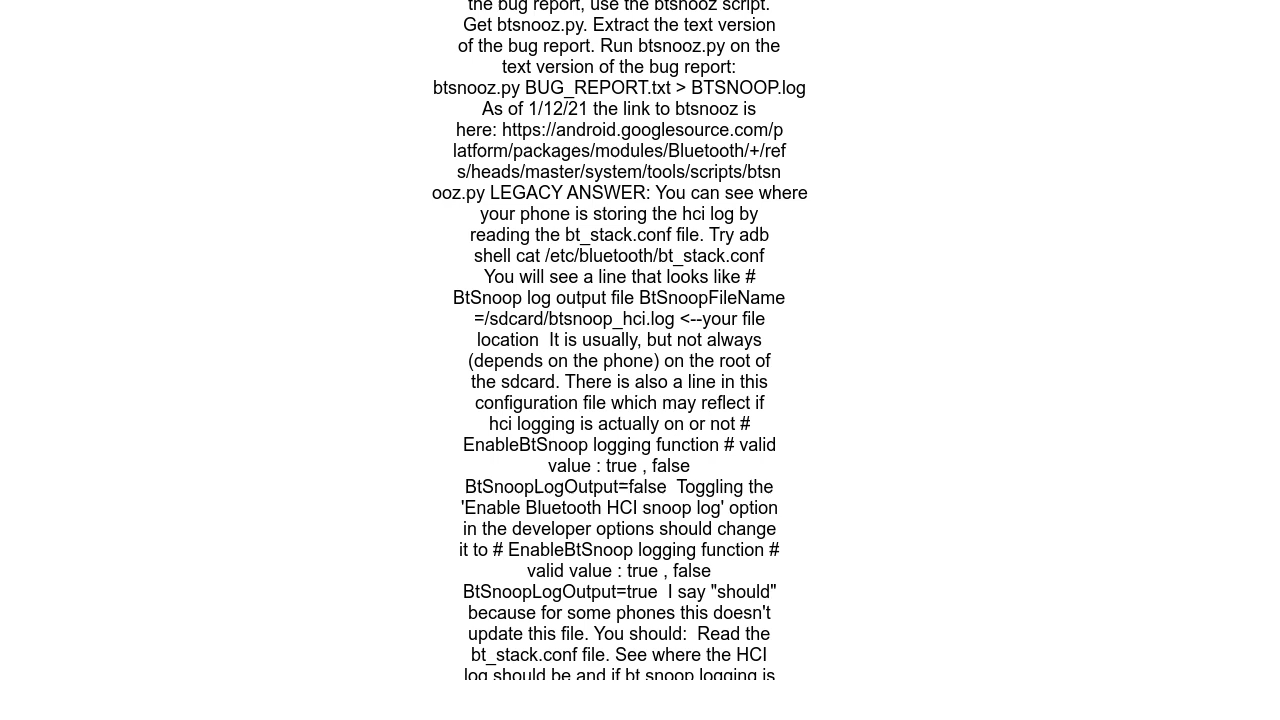 the bug report, use the btsnooz script.
Get btsnooz.py. Extract the text version
of the bug report. Run btsnooz.py on the
text version of the bug report:
btsnooz.py BUG_REPORT.txt > BTSNOOP.log
As of 1/12/21 the link to btsnooz is
here: https://android.googlesource.com/p
latform/packages/modules/Bluetooth/+/ref
s/heads/master/system/tools/scripts/btsn
ooz.py LEGACY ANSWER: You can see where
your phone is storing the hci log by
reading the bt_stack.conf file. Try adb
shell cat /etc/bluetooth/bt_stack.conf
You will see a line that looks like #
BtSnoop log output file BtSnoopFileName
=/sdcard/btsnoop_hci.log <--your file
location  It is usually, but not always
(depends on the phone) on the root of
the sdcard. There is also a line in this
configuration file which may reflect if
hci logging is actually on or not #
EnableBtSnoop logging function # valid
value : true , false
BtSnoopLogOutput=false  Toggling the
'Enable Bluetooth HCI snoop log' option
in the developer options should change
it to # EnableBtSnoop logging function #
valid value : true , false
BtSnoopLogOutput=true  I say "should"
because for some phones this doesn't
update this file. You should:  Read the
bt_stack.conf file. See where the HCI
log should be and if bt snoop logging is